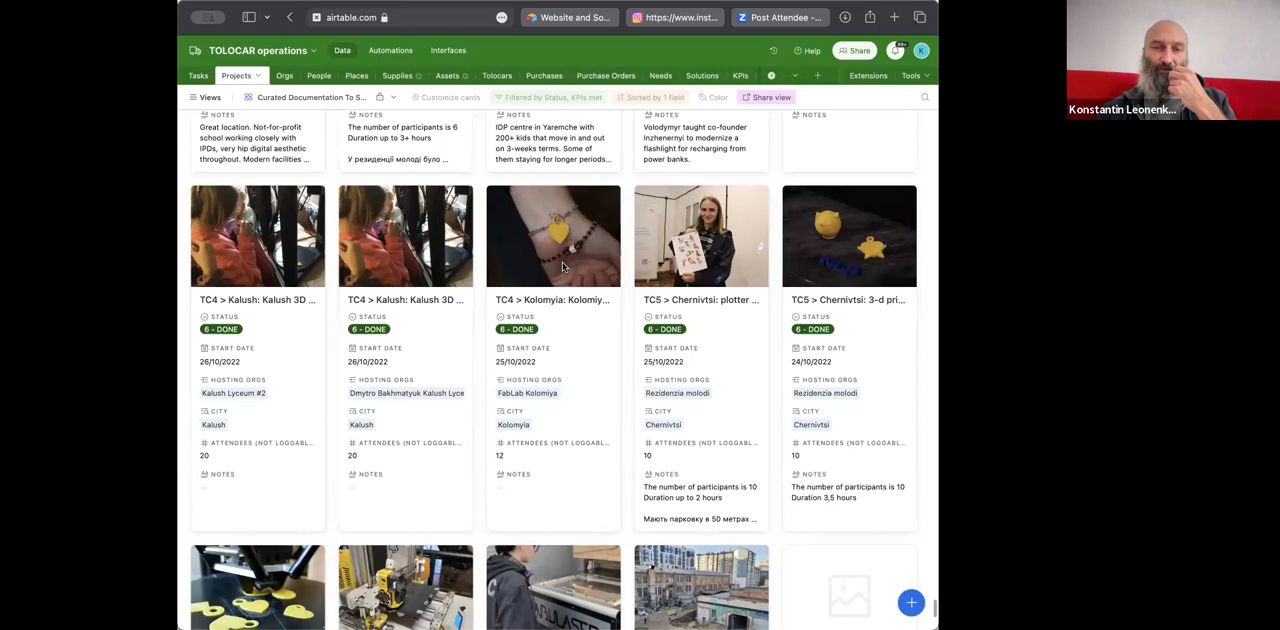 airtable.com
Website and So...
https://www.inst...
Post Attendee -...
TOLOCAR operations
Data
Automations
Interfaces
Help
Share
99+
K
Tasks
Projects
Orgs
People
Places
Supplies
Assets
Tolocars
Purchases
Purchase Orders
Needs
Solutions
KPIs
Extensions
Tools
Views
Curated Documentation To S...
Customize cards
Filtered by Status, KPIs met
Sorted by 1 field
Color
Share view
Konstantin Leonenk...
NOTES
Great location. Not-for-profit
school working closely with
IPDs, very hip digital aesthetic
throughout. Modern facilities ...
NOTES
The number of participants is 6
Duration up to 3+ hours
У резиденції молоді було ...
NOTES
IDP centre in Yaremche with
200+ kids that move in and out
on 3-weeks terms. Some of
them staying for longer periods...
NOTES
Volodymyr taught co-founder
Inzhenernyi to modernize a
flashlight for recharging from
power banks.
NOTES
TC4 > Kalush: Kalush 3D ...
STATUS
6 - DONE
START DATE
26/10/2022
HOSTING ORGS
Kalush Lyceum #2
CITY
Kalush
ATTENDEES (NOT LOGGABL...
20
NOTES
TC4 > Kalush: Kalush 3D ...
STATUS
6 - DONE
START DATE
26/10/2022
HOSTING ORGS
Dmytro Bakhmatyuk Kalush Lyce
CITY
Kalush
ATTENDEES (NOT LOGGABL...
20
NOTES
TC4 > Kolomyia: Kolomiy...
STATUS
6 - DONE
START DATE
25/10/2022
HOSTING ORGS
FabLab Kolomiya
CITY
Kolomyia
ATTENDEES (NOT LOGGABL...
12
NOTES
TC5 > Chernivtsi: plotter ...
STATUS
6 - DONE
START DATE
25/10/2022
HOSTING ORGS
Rezidenzia molodi
CITY
Chernivtsi
ATTENDEES (NOT LOGGABL...
10
NOTES
The number of participants is 10
Duration up to 2 hours
Мають парковку в 50 метрах ...
TC5 > Chernivtsi: 3-d pri...
STATUS
6 - DONE
START DATE
24/10/2022
HOSTING ORGS
Rezidenzia molodi
CITY
Chernivtsi
ATTENDEES (NOT LOGGABL...
10
NOTES
The number of participants is 10
Duration 3,5 hours